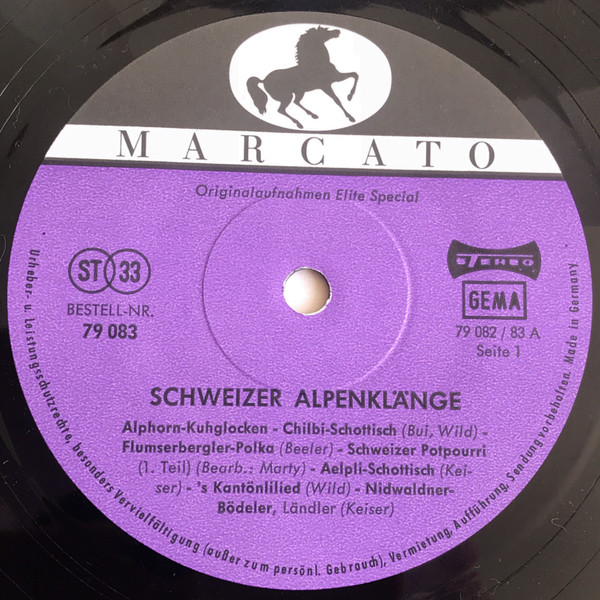 MARCATO
Originalaufnahmen Elite Special
ST 33
BESTELL-NR.
79 083
STEREO
GEMA
79 082 / 83 A
Seite 1
SCHWEIZER ALPENKLÄNGE
Alphorn-Kuhglocken - Chilbi-Schottisch (Bui, Wild) -
Flumserbergler-Polka (Beeler) - Schweizer Potpourri
(1. Teil) (Bearb.: Marty) - Aelpli-Schottisch (Kei-
ser) - 's Kantönlilied (Wild) - Nidwaldner-
Bödeler, Ländler (Keiser)
Urheber- u. Leistungsschutzrechte, besonders Vervielfältigung (außer zum persönl. Gebrauch), Vermietung, Aufführung, Sendung vorbehalten. Made in Germany